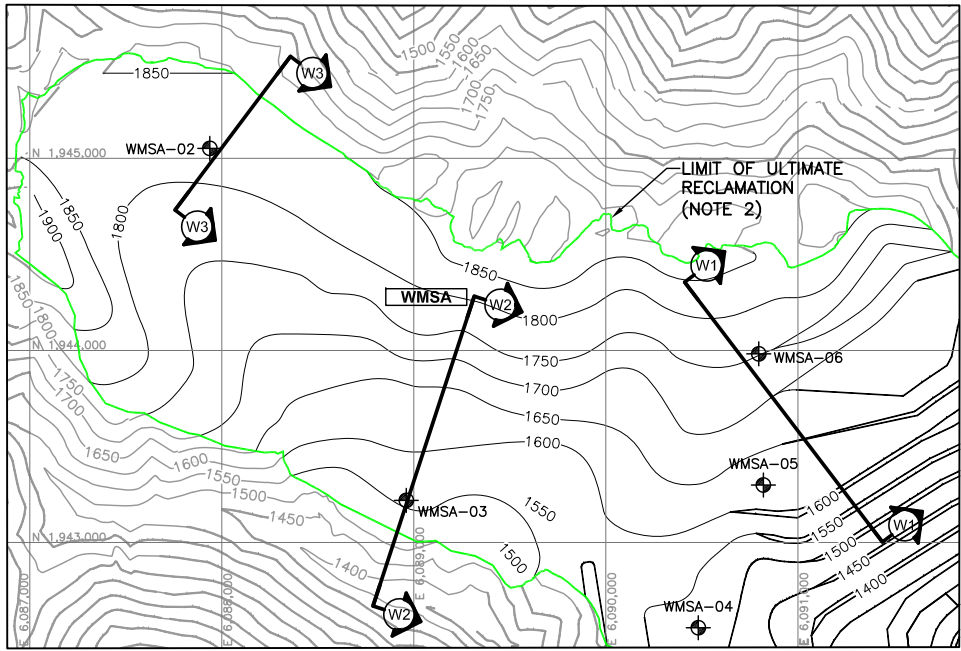 1500
1550
1600
1700
1750
1850
W3
WMSA-02
N 1,945,000
LIMIT OF ULTIMATE
RECLAMATION
(NOTE 2)
1850
1900
1800
W3
1850
W1
WMSA
W2
1800
1850
1800
1750
1700
N 1,944,000
1750
WMSA-06
1700
1650
1650
1600
1550
1500
1450
1600
WMSA-05
1600
1550
1500
1450
1400
WMSA-03
1550
1500
W1
N 1,943,000
1400
W2
WMSA-04
E 6,087,000
E 6,088,000
E 6,089,000
E 6,090,000
E 6,091,000